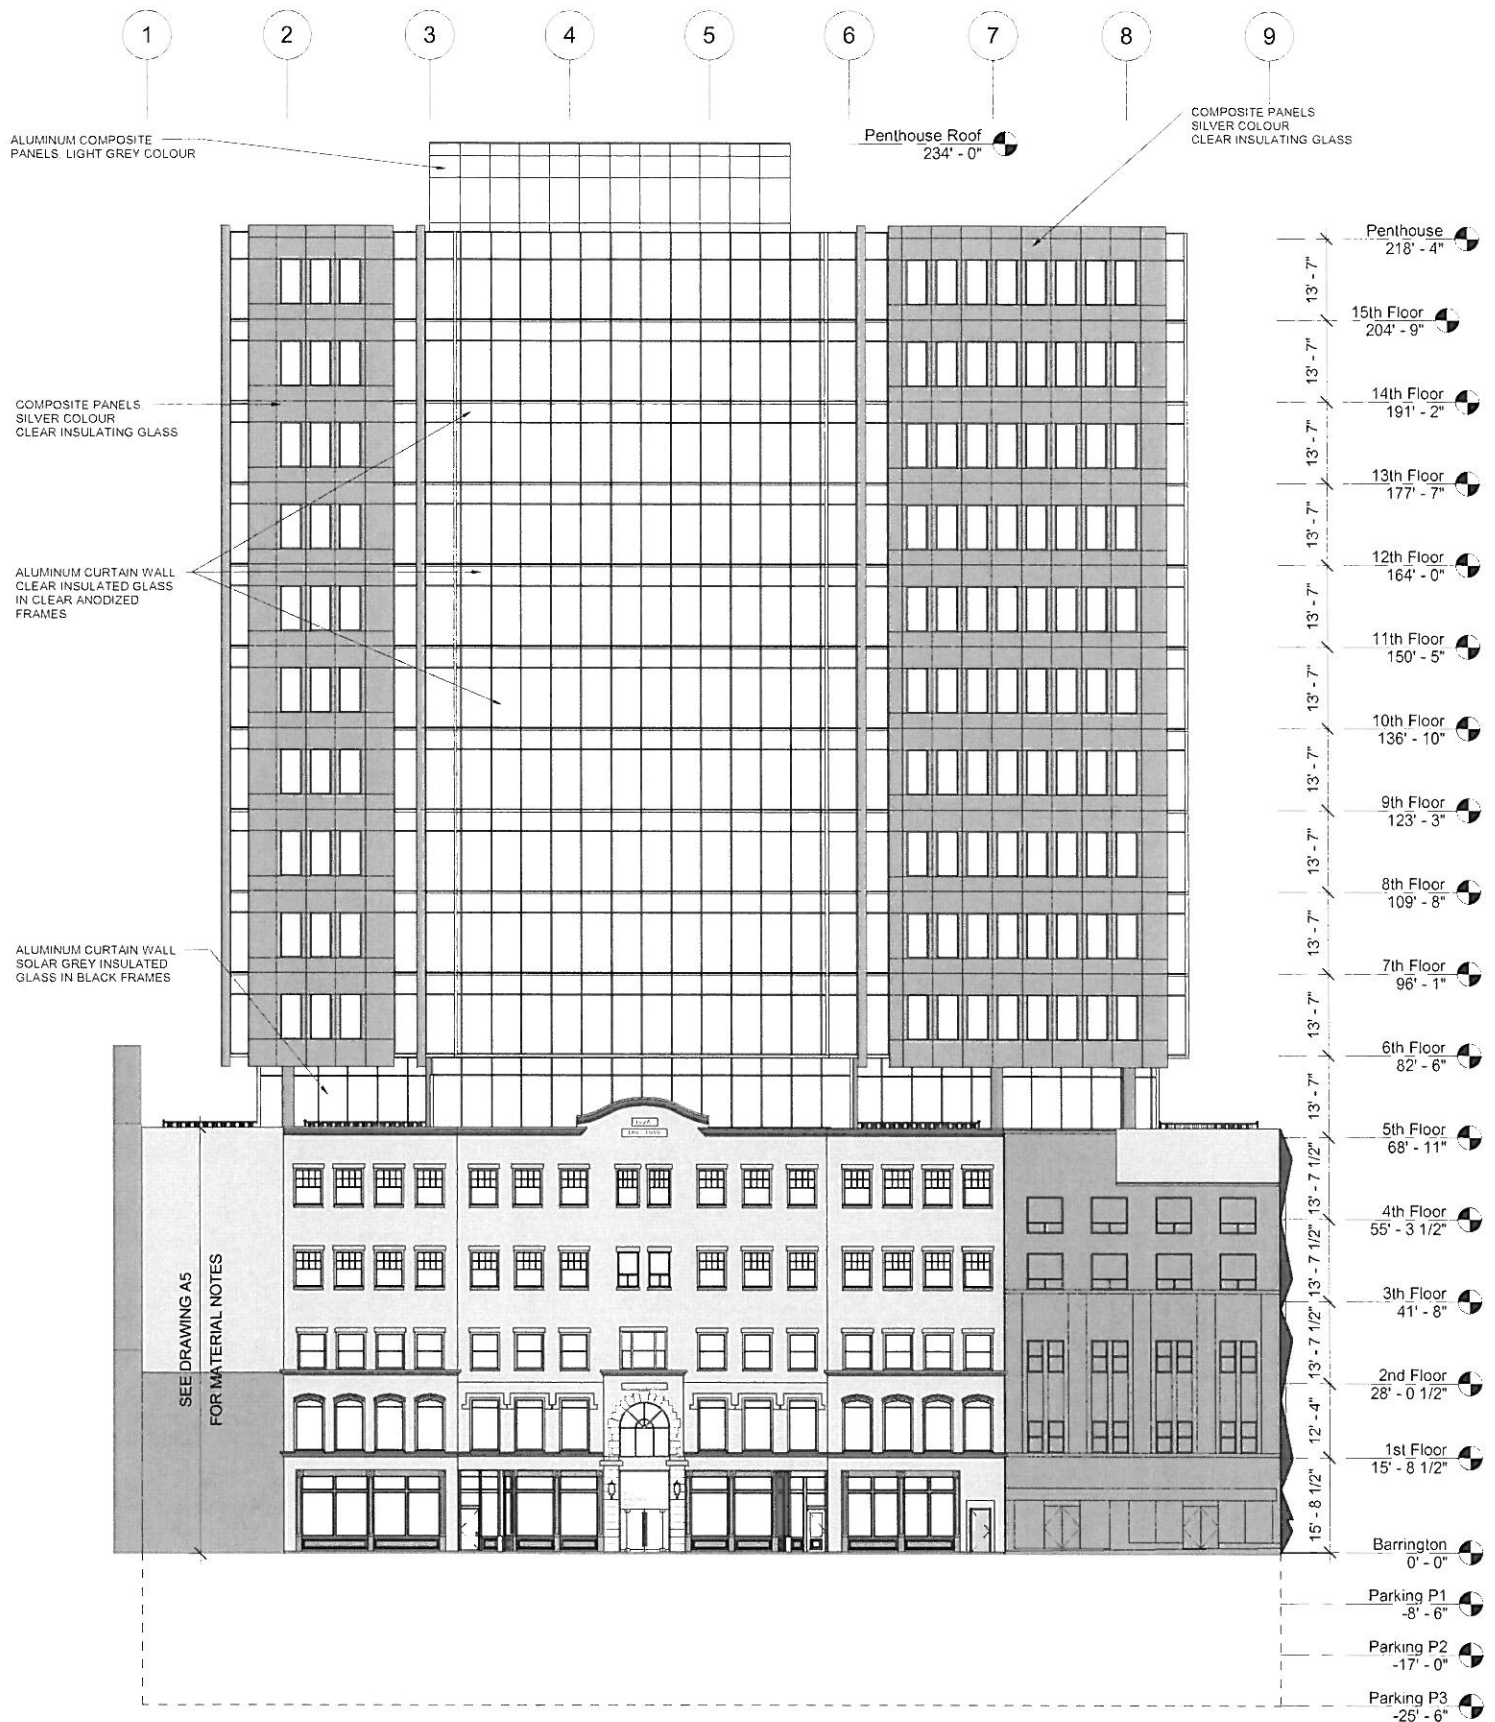 1 2 3 4 5 6 7 8 9
COMPOSITE PANELS
SILVER COLOUR
CLEAR INSULATING GLASS
ALUMINUM COMPOSITE
PANELS, LIGHT GREY COLOUR
Penthouse Roof
234' - 0"
COMPOSITE PANELS
SILVER COLOUR
CLEAR INSULATING GLASS
ALUMINUM CURTAIN WALL
CLEAR INSULATED GLASS
IN CLEAR ANODIZED
FRAMES
ALUMINUM CURTAIN WALL
SOLAR GREY INSULATED
GLASS IN BLACK FRAMES
SEE DRAWING A5
FOR MATERIAL NOTES
Penthouse
218' - 4"
13' - 7"
15th Floor
204' - 9"
13' - 7"
14th Floor
191' - 2"
13' - 7"
13th Floor
177' - 7"
13' - 7"
12th Floor
164' - 0"
13' - 7"
11th Floor
150' - 5"
13' - 7"
10th Floor
136' - 10"
13' - 7"
9th Floor
123' - 3"
13' - 7"
8th Floor
109' - 8"
13' - 7"
7th Floor
96' - 1"
13' - 7"
6th Floor
82' - 6"
13' - 7"
5th Floor
68' - 11"
13' - 7 1/2"
4th Floor
55' - 3 1/2"
13' - 7 1/2"
3th Floor
41' - 8"
13' - 7 1/2"
2nd Floor
28' - 0 1/2"
12' - 4"
1st Floor
15' - 8 1/2"
15' - 8 1/2"
Barrington
0' - 0"
Parking P1
-8' - 6"
Parking P2
-17' - 0"
Parking P3
-25' - 6"